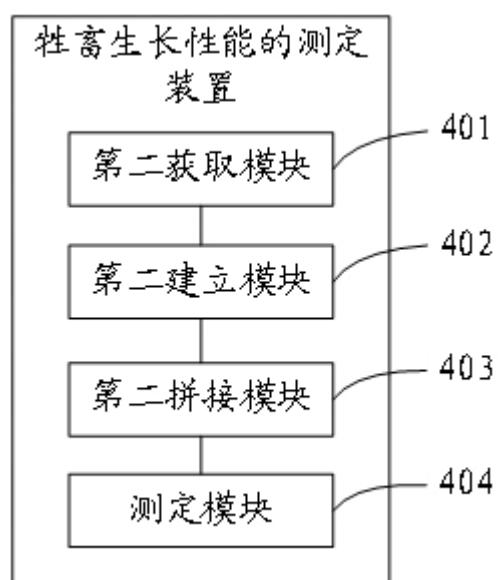 牲畜生长性能的测定
装置
401
第二获取模块
402
第二建立模块
403
第二拼接模块
404
测定模块